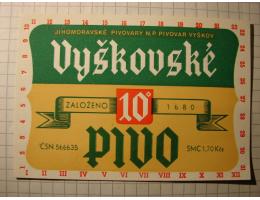 JIHOMORAVSKÉ PIVOVARY N.P. PIVOVAR VYŠKOV
Vyškovské
ZALOŽENO 10° 1680
pivo
ČSN 566635 SMC 1,70 Kčs